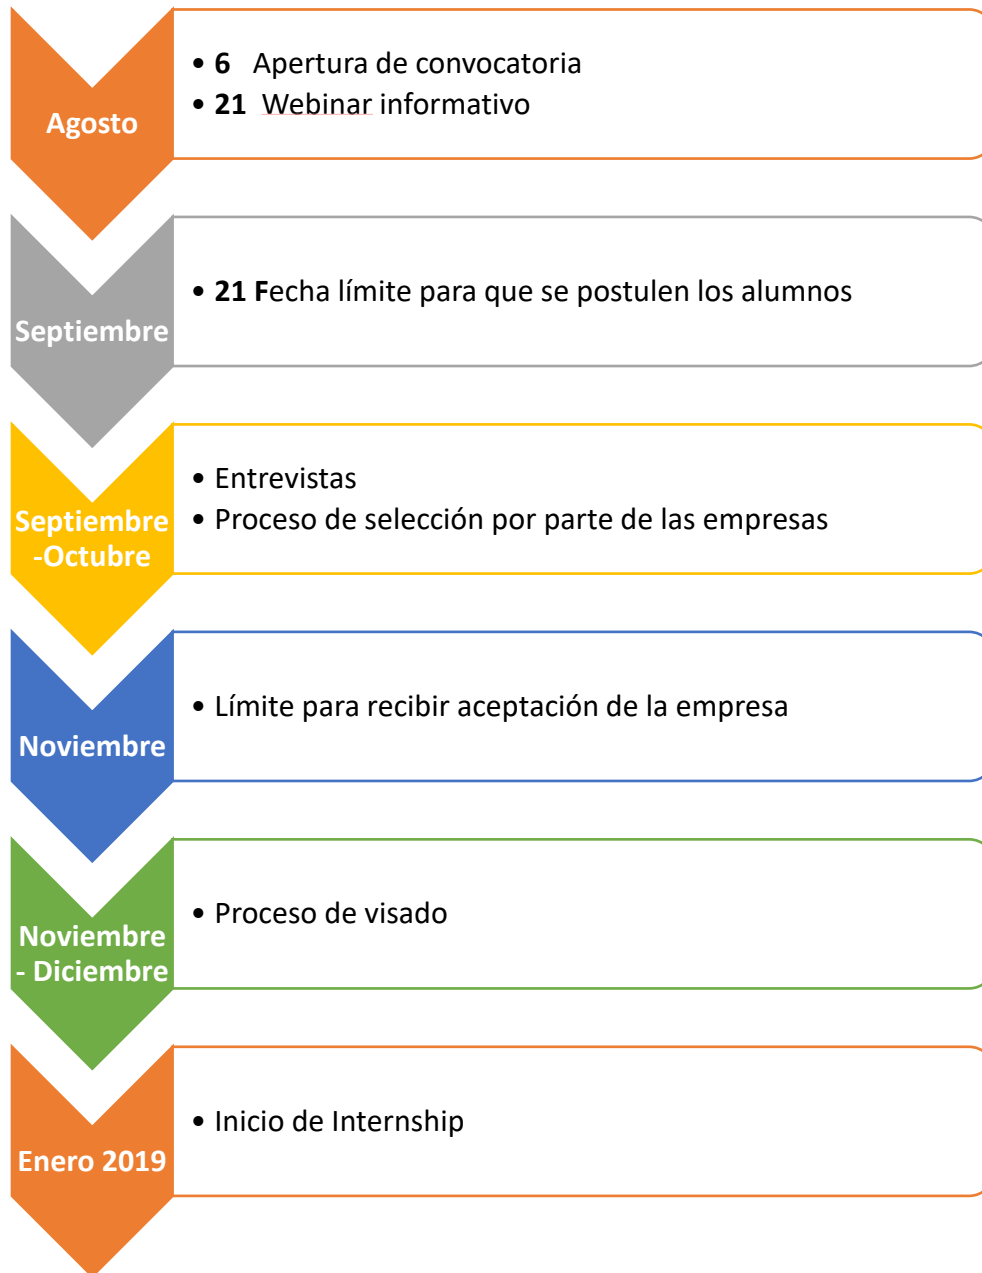 Agosto
• 6 Apertura de convocatoria
• 21 Webinar informativo
Septiembre
• 21 Fecha límite para que se postulen los alumnos
Septiembre
-Octubre
• Entrevistas
• Proceso de selección por parte de las empresas
Noviembre
• Límite para recibir aceptación de la empresa
Noviembre
- Diciembre
• Proceso de visado
Enero 2019
• Inicio de Internship